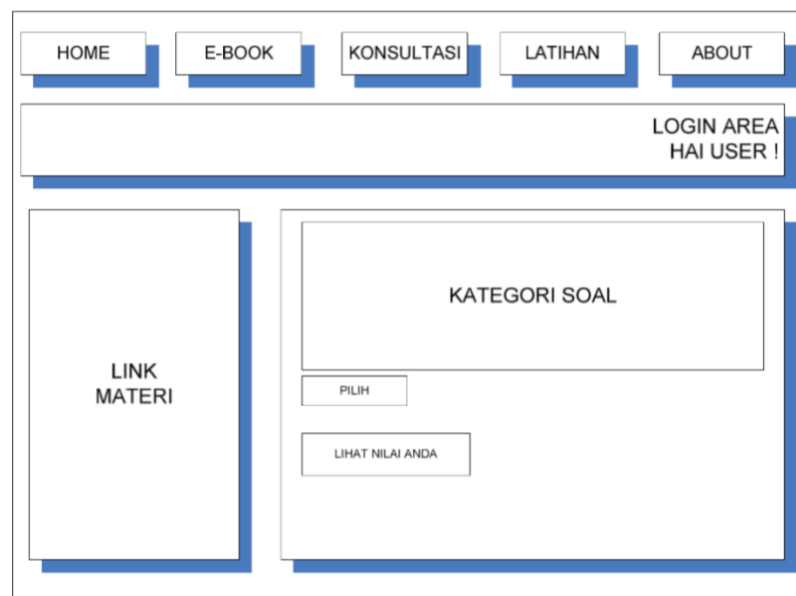 HOME
E-BOOK
KONSULTASI
LATIHAN
ABOUT
LOGIN AREA
HAI USER !
LINK
MATERI
KATEGORI SOAL
PILIH
LIHAT NILAI ANDA